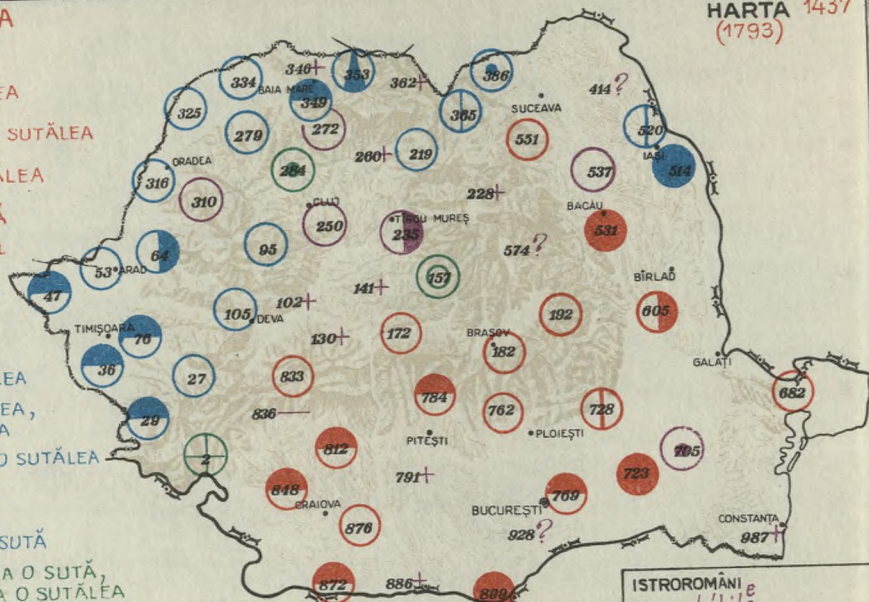 HARTA 1437
(1793)
A
EA
SUTĂLEA
ALEA
Ă
L
LEA
EA,
A
O SUTĂLEA
SUTĂ
A O SUTĂ,
A O SUTĂLEA
346
353
362
386
334
BAIA MARE
349
365
SUCEAVA
414 ?
325
279
272
260
219
551
520
IAȘI
514
ORADEA
316
284
537
310
CLUJ
250
TÎRGU MUREȘ
235
228
BACĂU
531
95
574 ?
64
53
ARAD
157
BÎRLAD
47
102
141
105
DEVA
192
605
TIMIȘOARA
76
130
172
BRAȘOV
182
36
27
833
GALAȚI
784
682
836
762
728
29
PITEȘTI
PLOIEȘTI
812
705
2
791
723
848
CRAIOVA
BUCUREȘTI
769
876
928 ?
CONSTANȚA
987
872
886
899
ISTROROMÂNI